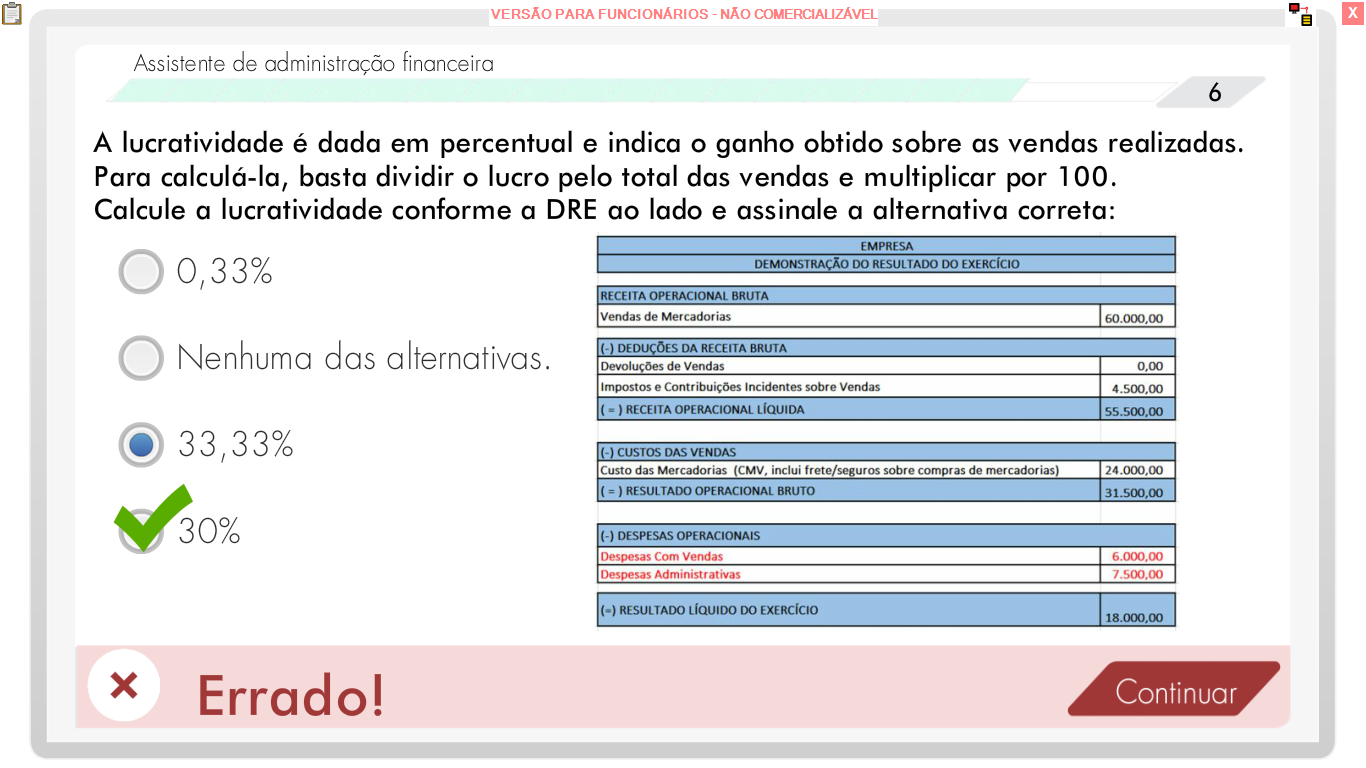 VERSÃO PARA FUNCIONÁRIOS - NÃO COMERCIALIZÁVEL
X
Assistente de administração financeira
6
A lucratividade é dada em percentual e indica o ganho obtido sobre as vendas realizadas.
Para calculá-la, basta dividir o lucro pelo total das vendas e multiplicar por 100.
Calcule a lucratividade conforme a DRE ao lado e assinale a alternativa correta:
0,33%
Nenhuma das alternativas.
33,33%
30%
EMPRESA
DEMONSTRAÇÃO DO RESULTADO DO EXERCÍCIO
RECEITA OPERACIONAL BRUTA
Vendas de Mercadorias 60.000,00
(-) DEDUÇÕES DA RECEITA BRUTA
Devoluções de Vendas 0,00
Impostos e Contribuições Incidentes sobre Vendas 4.500,00
( = ) RECEITA OPERACIONAL LÍQUIDA 55.500,00
(-) CUSTOS DAS VENDAS
Custo das Mercadorias (CMV, inclui frete/seguros sobre compras de mercadorias) 24.000,00
( = ) RESULTADO OPERACIONAL BRUTO 31.500,00
(-) DESPESAS OPERACIONAIS
Despesas Com Vendas 6.000,00
Despesas Administrativas 7.500,00
(=) RESULTADO LÍQUIDO DO EXERCÍCIO 18.000,00
Errado!
Continuar